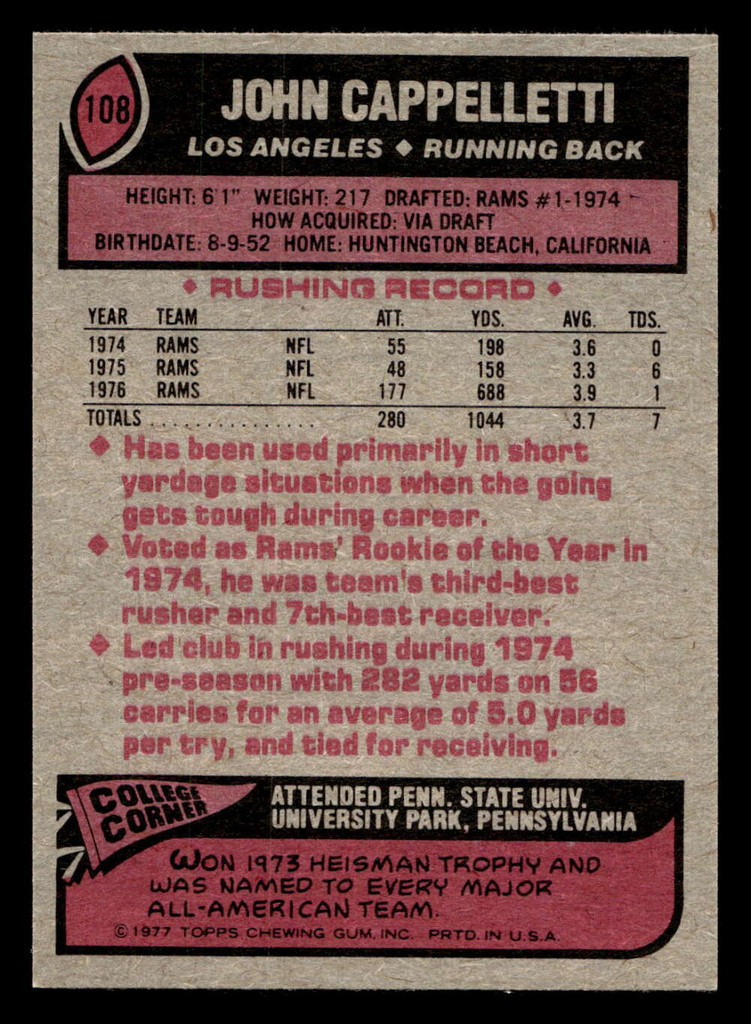 108
JOHN CAPPELLETTI
LOS ANGELES ◆ RUNNING BACK
HEIGHT: 6'1" WEIGHT: 217 DRAFTED: RAMS #1-1974
HOW ACQUIRED: VIA DRAFT
BIRTHDATE: 8-9-52 HOME: HUNTINGTON BEACH, CALIFORNIA
◆ RUSHING RECORD ◆
YEAR TEAM ATT. YDS. AVG. TDS.
1974 RAMS NFL 55 198 3.6 0
1975 RAMS NFL 48 158 3.3 6
1976 RAMS NFL 177 688 3.9 1
TOTALS ................ 280 1044 3.7 7
◆ Has been used primarily in short
yardage situations when the going
gets tough during career.
◆ Voted as Rams' Rookie of the Year in
1974, he was team's third-best
rusher and 7th-best receiver.
◆ Led club in rushing during 1974
pre-season with 282 yards on 56
carries for an average of 5.0 yards
per try, and tied for receiving.
COLLEGE
CORNER
ATTENDED PENN. STATE UNIV.
UNIVERSITY PARK, PENNSYLVANIA
WON 1973 HEISMAN TROPHY AND
WAS NAMED TO EVERY MAJOR
ALL-AMERICAN TEAM.
©1977 TOPPS CHEWING GUM, INC. PRTD. IN U.S.A.